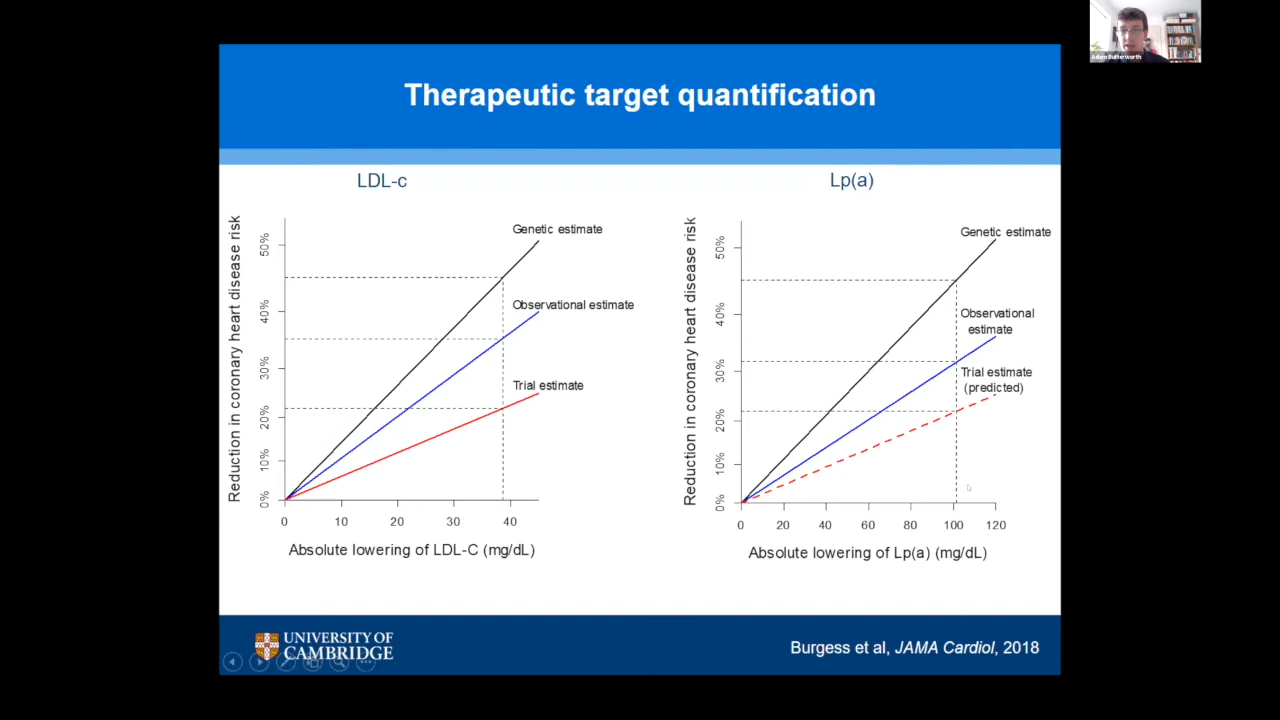 Adam Butterworth
Therapeutic target quantification
LDL-c
Reduction in coronary heart disease risk
50%
40%
30%
20%
10%
0%
Genetic estimate
Observational estimate
Trial estimate
0 10 20 30 40
Absolute lowering of LDL-C (mg/dL)
Lp(a)
Reduction in coronary heart disease risk
50%
40%
30%
20%
10%
0%
Genetic estimate
Observational
estimate
Trial estimate
(predicted)
0 20 40 60 80 100 120
Absolute lowering of Lp(a) (mg/dL)
UNIVERSITY OF
CAMBRIDGE
Burgess et al, JAMA Cardiol, 2018